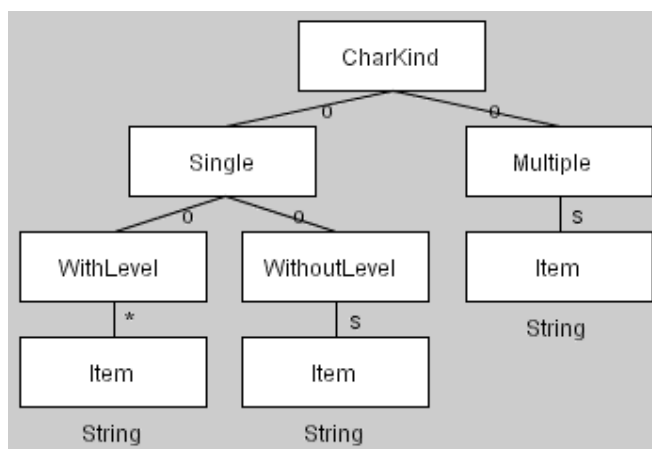 CharKind
o o
Single Multiple
o o s
WithLevel WithoutLevel Item
* s String
Item Item
String String